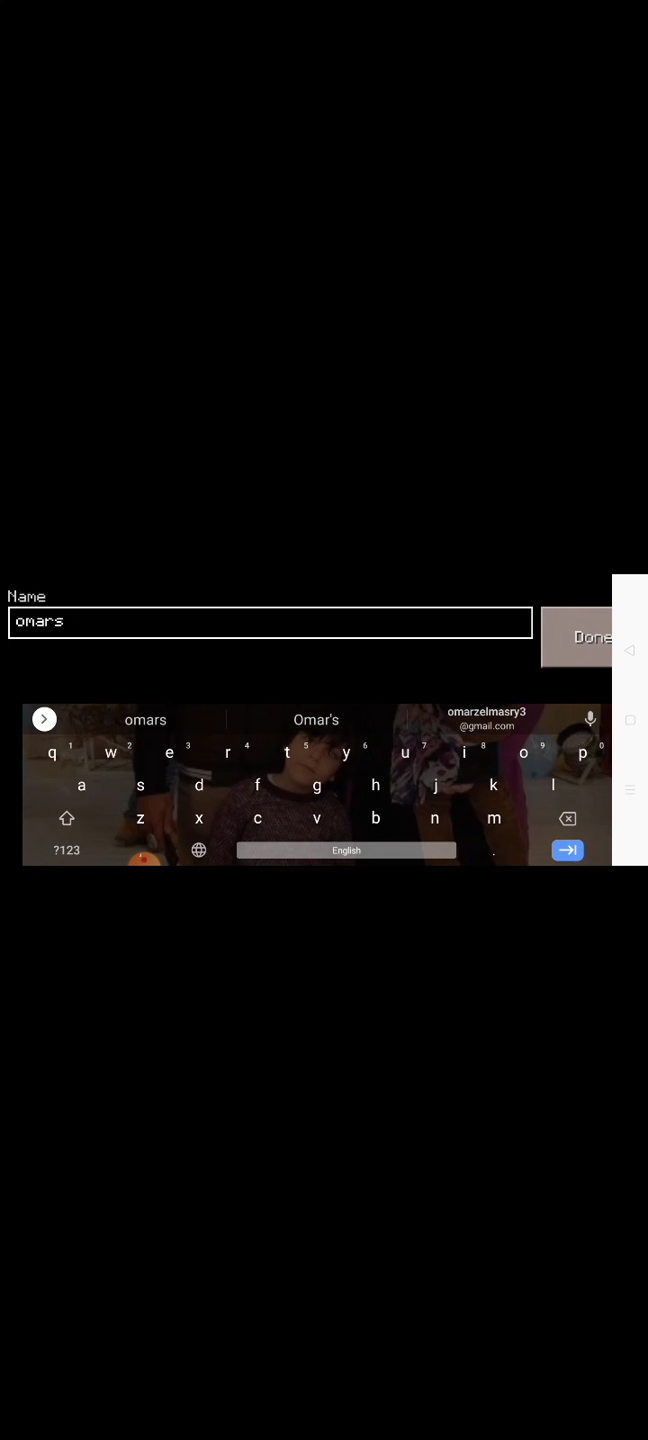 Name
omars
Done
omars Omar's omarzelmasry3
@gmail.com
q 1 w 2 e 3 r 4 t 5 y 6 u 7 i 8 o 9 p 0
a s d f g h j k l
z x c v b n m
?123 English .